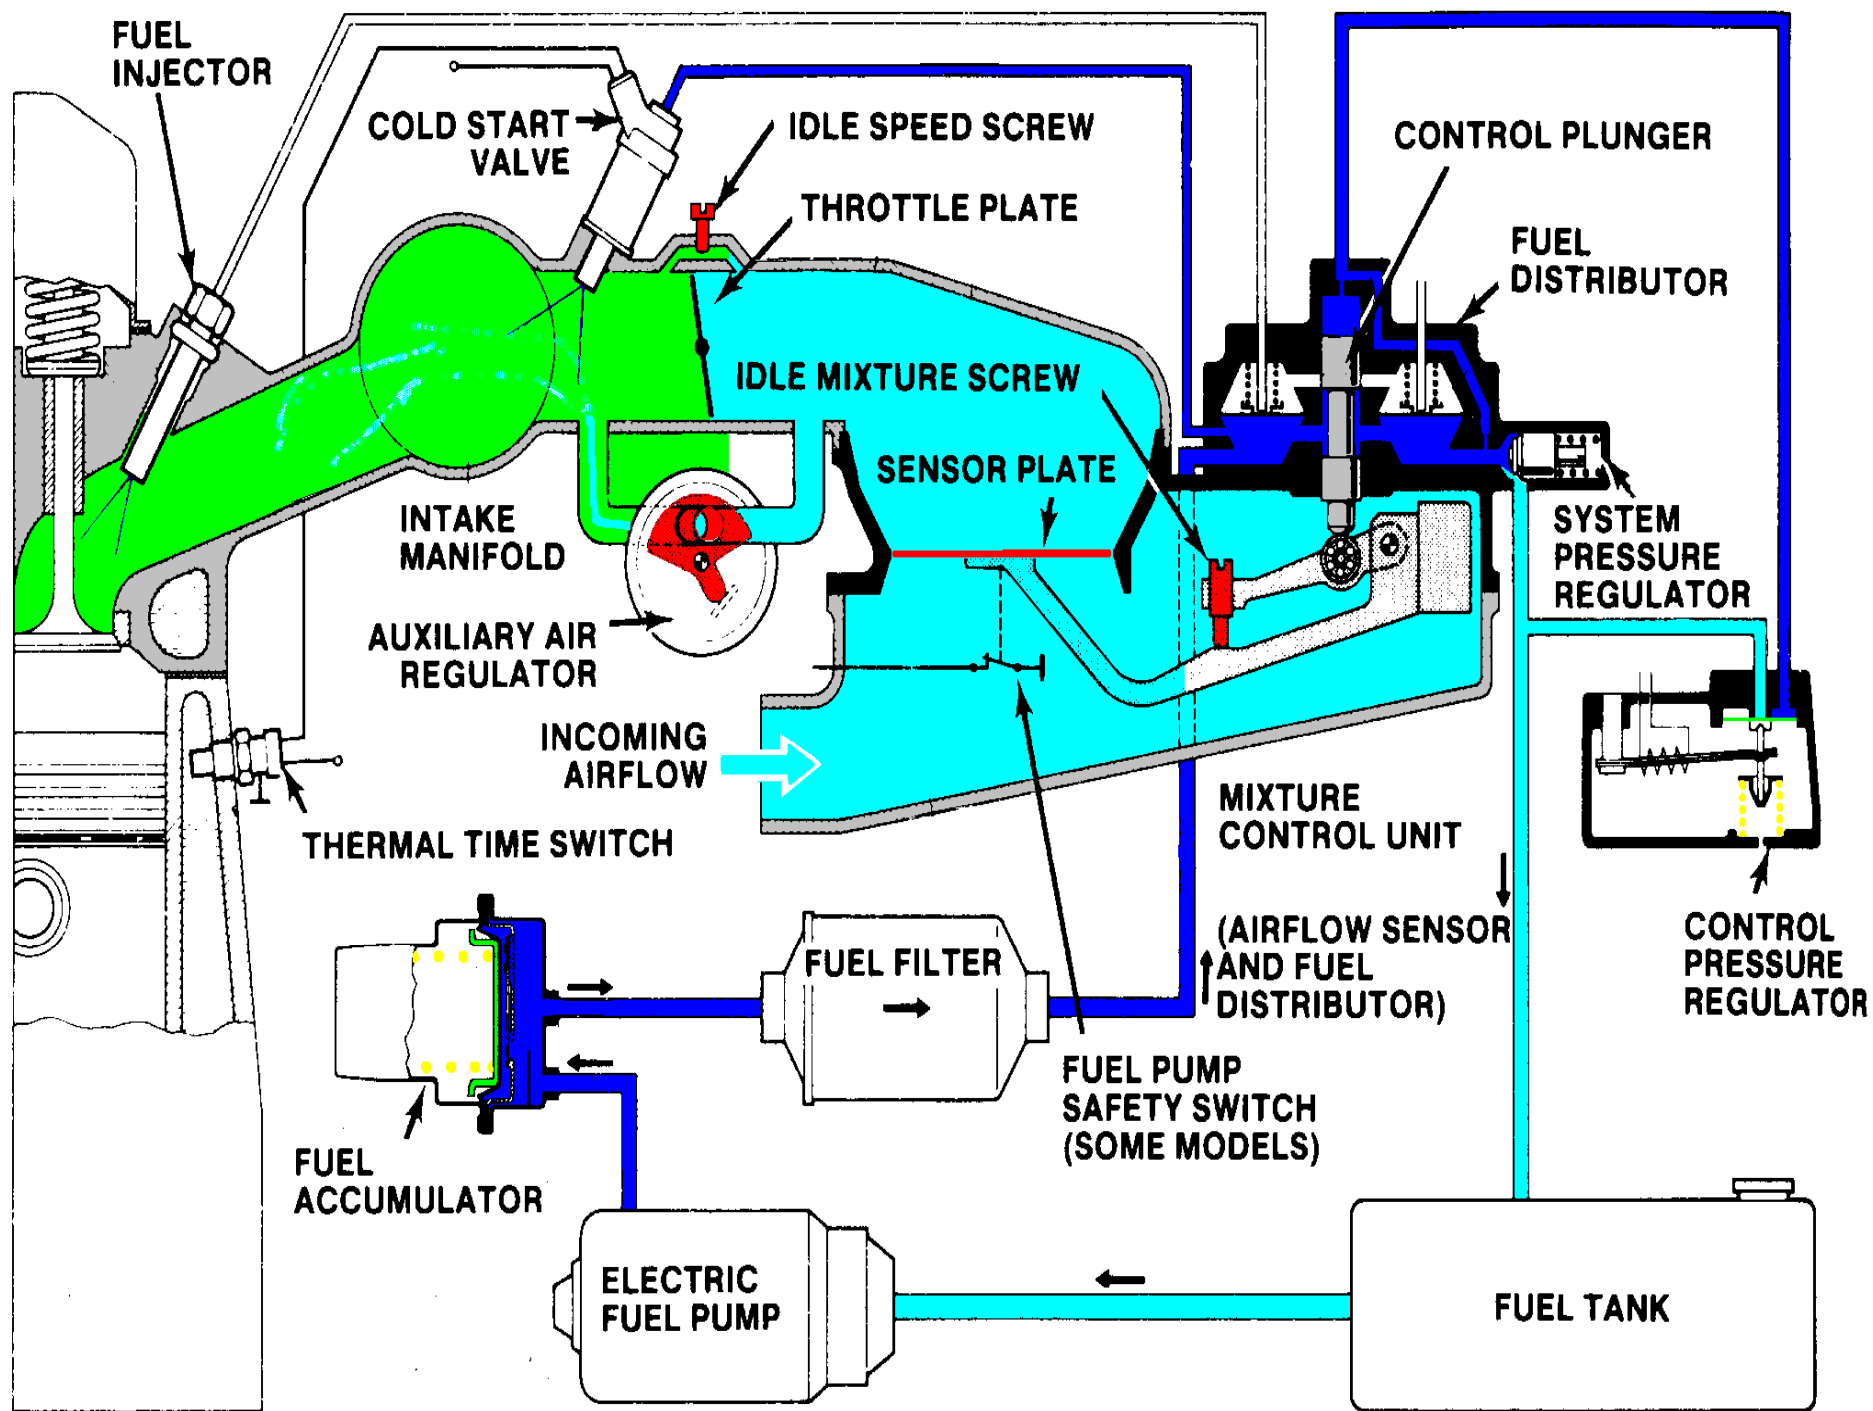 FUEL
INJECTOR
COLD START
VALVE
IDLE SPEED SCREW
THROTTLE PLATE
CONTROL PLUNGER
FUEL
DISTRIBUTOR
IDLE MIXTURE SCREW
SENSOR PLATE
INTAKE
MANIFOLD
SYSTEM
PRESSURE
REGULATOR
AUXILIARY AIR
REGULATOR
INCOMING
AIRFLOW
THERMAL TIME SWITCH
MIXTURE
CONTROL UNIT
(AIRFLOW SENSOR
AND FUEL
DISTRIBUTOR)
CONTROL
PRESSURE
REGULATOR
FUEL FILTER
FUEL PUMP
SAFETY SWITCH
(SOME MODELS)
FUEL
ACCUMULATOR
ELECTRIC
FUEL PUMP
FUEL TANK